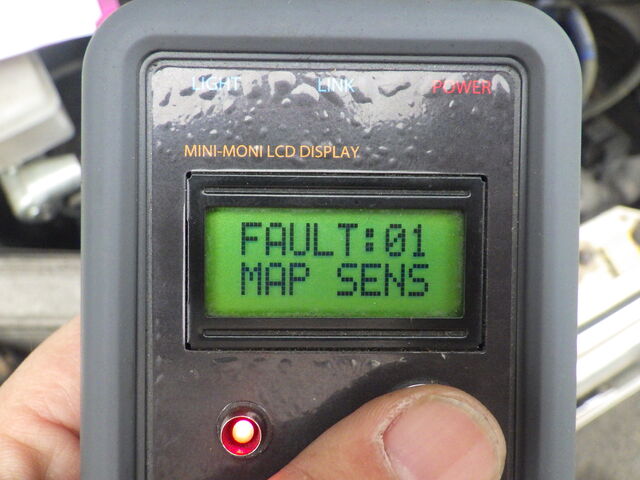 LIGHT LINK POWER
MINI-MONI LCD DISPLAY
FAULT:01
MAP SENS